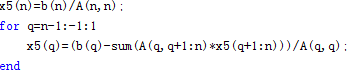 x5(n)=b(n)/A(n,n);
for q=n-1:-1:1
    x5(q)=(b(q)-sum(A(q,q+1:n)*x5(q+1:n)))/A(q,q);
end